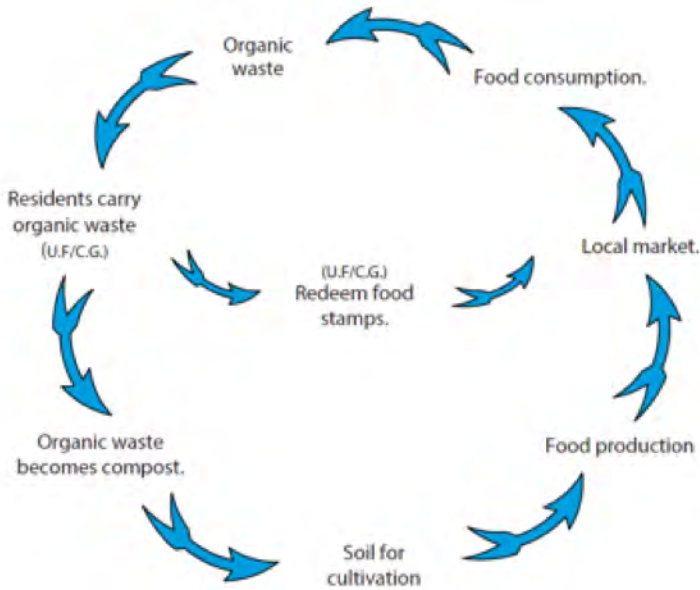 Organic
waste
Food consumption.
Residents carry
organic waste
(U.F/C.G.)
Local market.
(U.F/C.G.)
Redeem food
stamps.
Organic waste
becomes compost.
Food production
Soil for
cultivation